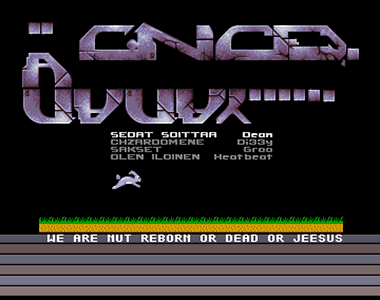 SEDAT SOITTAA Deam
CHZARDOMENE Di33y
SAKSET Groo
OLEN ILOINEN Heatbeat
WE ARE NUT REBORN OR DEAD OR JEESUS